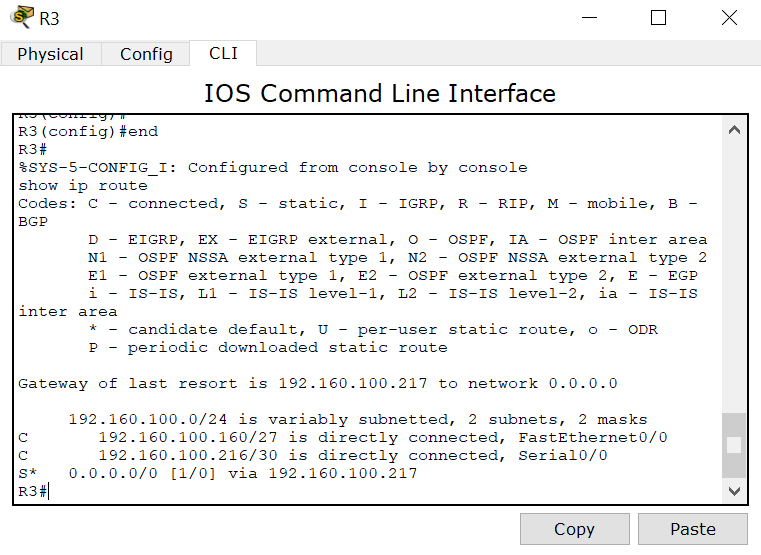 R3
Physical Config CLI
IOS Command Line Interface
R3(config)#
R3(config)#end
R3#
%SYS-5-CONFIG_I: Configured from console by console
show ip route
Codes: C - connected, S - static, I - IGRP, R - RIP, M - mobile, B -
BGP
D - EIGRP, EX - EIGRP external, O - OSPF, IA - OSPF inter area
N1 - OSPF NSSA external type 1, N2 - OSPF NSSA external type 2
E1 - OSPF external type 1, E2 - OSPF external type 2, E - EGP
i - IS-IS, L1 - IS-IS level-1, L2 - IS-IS level-2, ia - IS-IS
inter area
* - candidate default, U - per-user static route, o - ODR
P - periodic downloaded static route
Gateway of last resort is 192.160.100.217 to network 0.0.0.0
192.160.100.0/24 is variably subnetted, 2 subnets, 2 masks
C 192.160.100.160/27 is directly connected, FastEthernet0/0
C 192.160.100.216/30 is directly connected, Serial0/0
S* 0.0.0.0/0 [1/0] via 192.160.100.217
R3#
Copy Paste